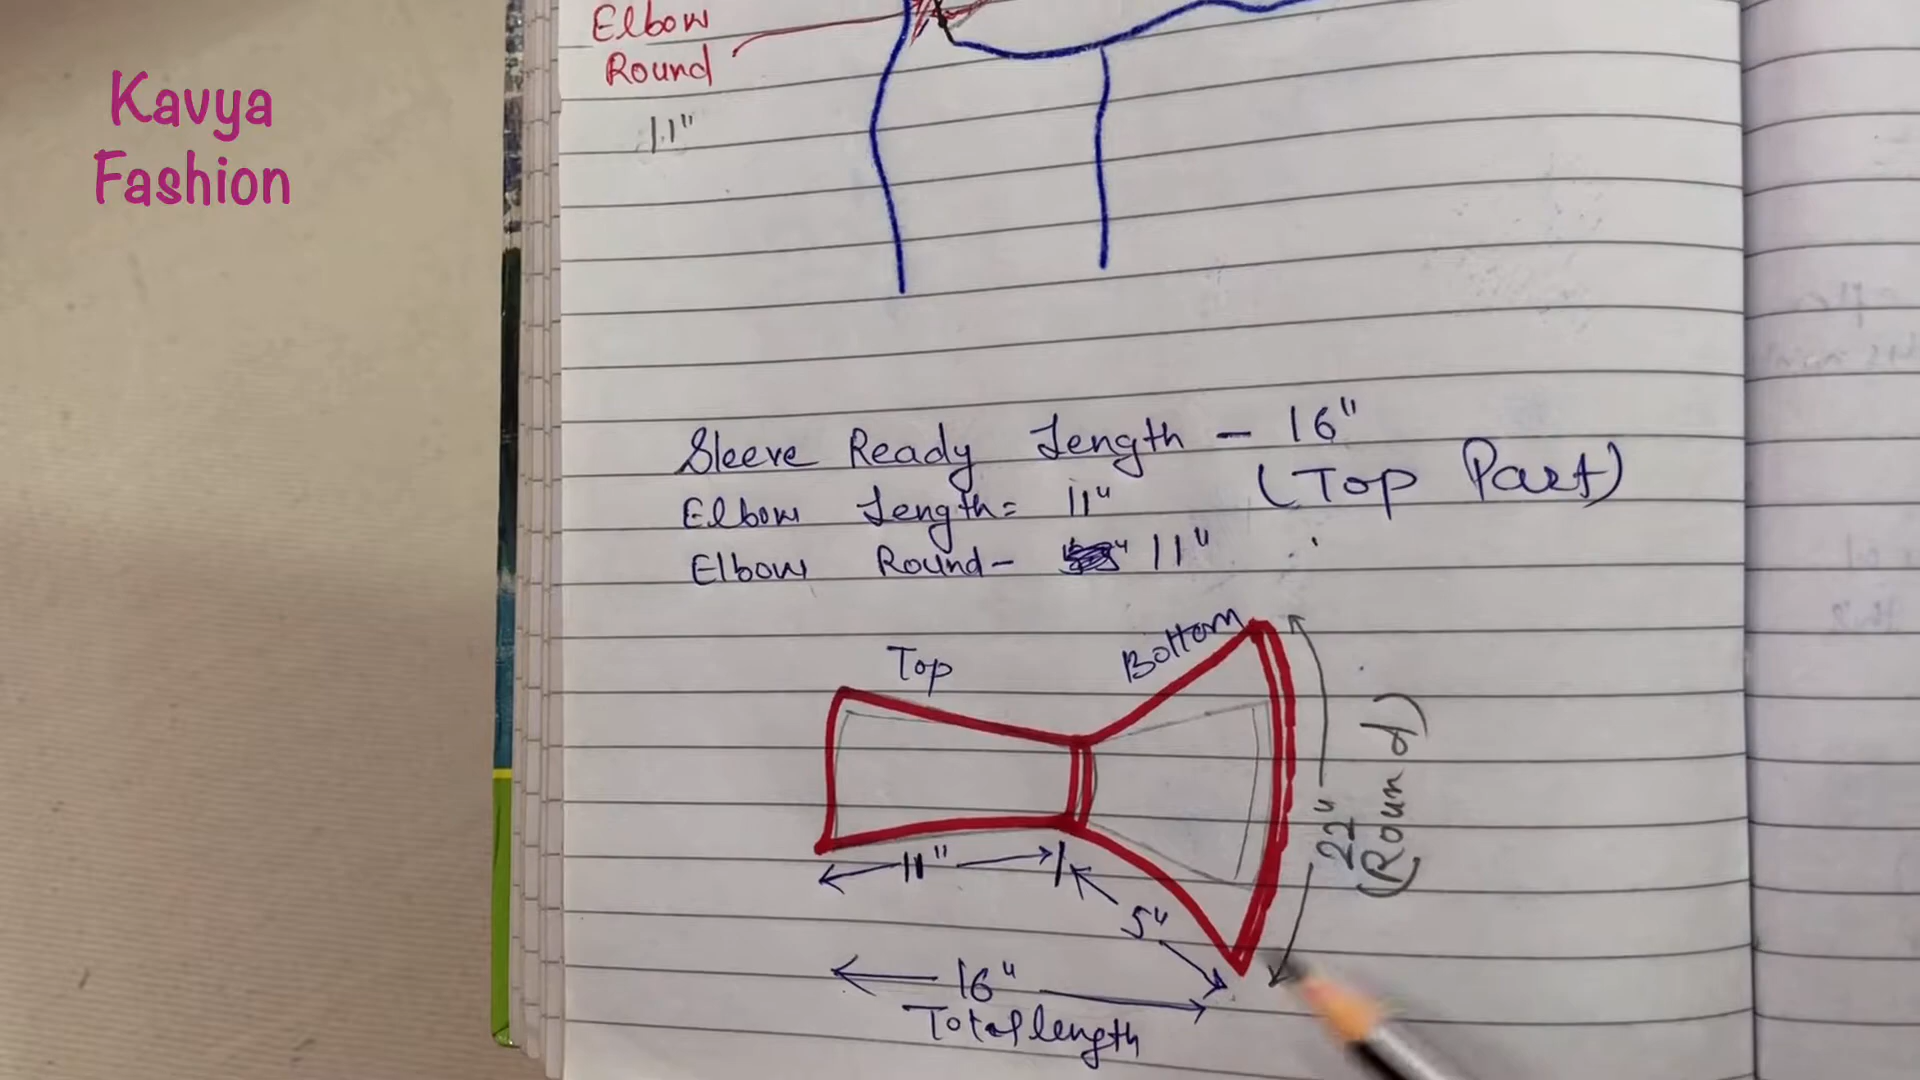 Kavya
Fashion
Elbow
Round
11"
Sleeve Ready Length - 16"
(Top Part)
Elbow Length= 11"
Elbow Round- 11"
Top
Bottom
11"
5"
16"
Total length
22"
(Round)